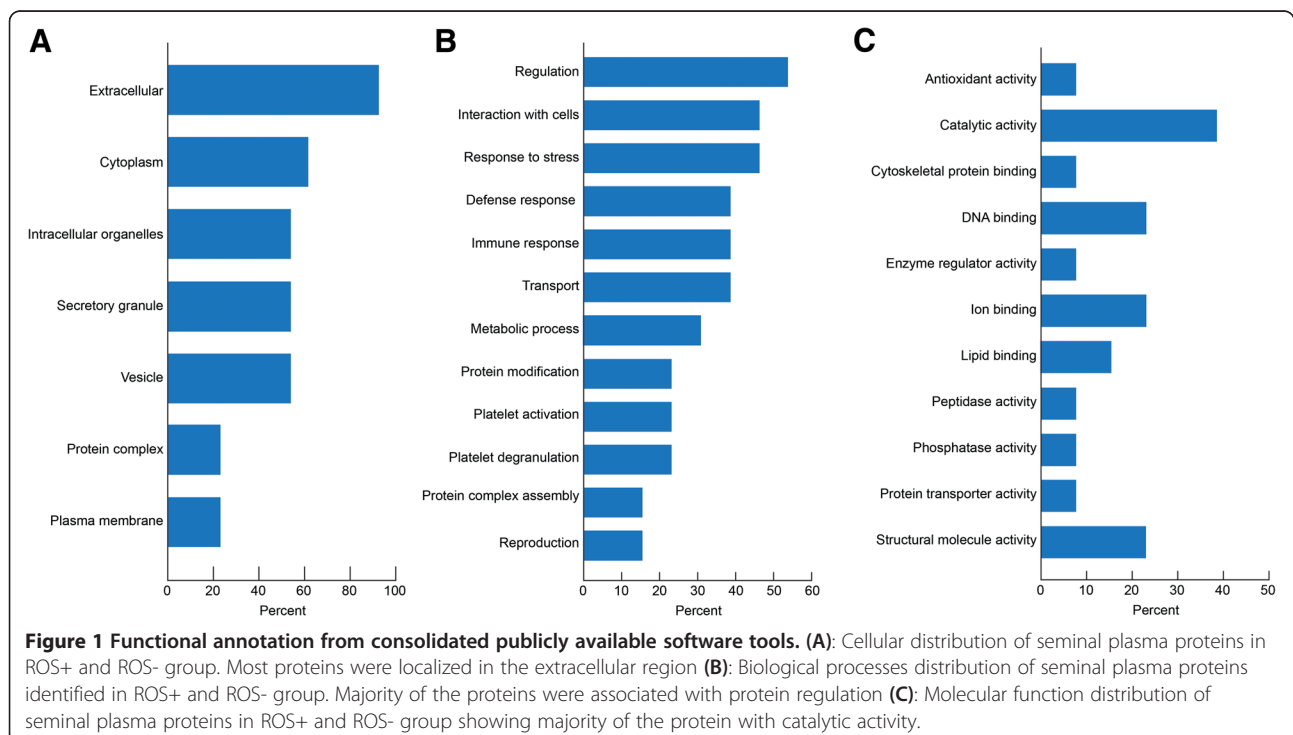 A
Extracellular
Cytoplasm
Intracellular organelles
Secretory granule
Vesicle
Protein complex
Plasma membrane
0 20 40 60 80 100
Percent
B
Regulation
Interaction with cells
Response to stress
Defense response
Immune response
Transport
Metabolic process
Protein modification
Platelet activation
Platelet degranulation
Protein complex assembly
Reproduction
0 10 20 30 40 50 60
Percent
C
Antioxidant activity
Catalytic activity
Cytoskeletal protein binding
DNA binding
Enzyme regulator activity
Ion binding
Lipid binding
Peptidase activity
Phosphatase activity
Protein transporter activity
Structural molecule activity
0 10 20 30 40 50
Percent
Figure 1 Functional annotation from consolidated publicly available software tools. (A): Cellular distribution of seminal plasma proteins in
ROS+ and ROS- group. Most proteins were localized in the extracellular region (B): Biological processes distribution of seminal plasma proteins
identified in ROS+ and ROS- group. Majority of the proteins were associated with protein regulation (C): Molecular function distribution of
seminal plasma proteins in ROS+ and ROS- group showing majority of the protein with catalytic activity.